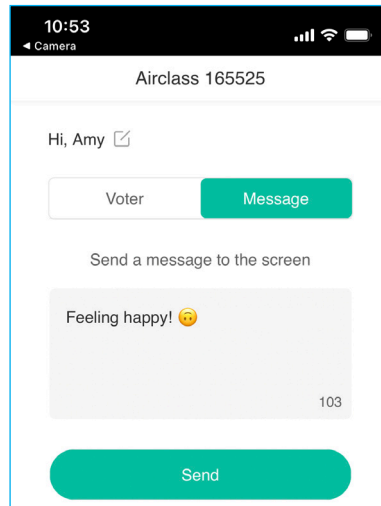 10:53
◀ Camera
Airclass 165525
Hi, Amy
Voter
Message
Send a message to the screen
Feeling happy! 🙃
103
Send